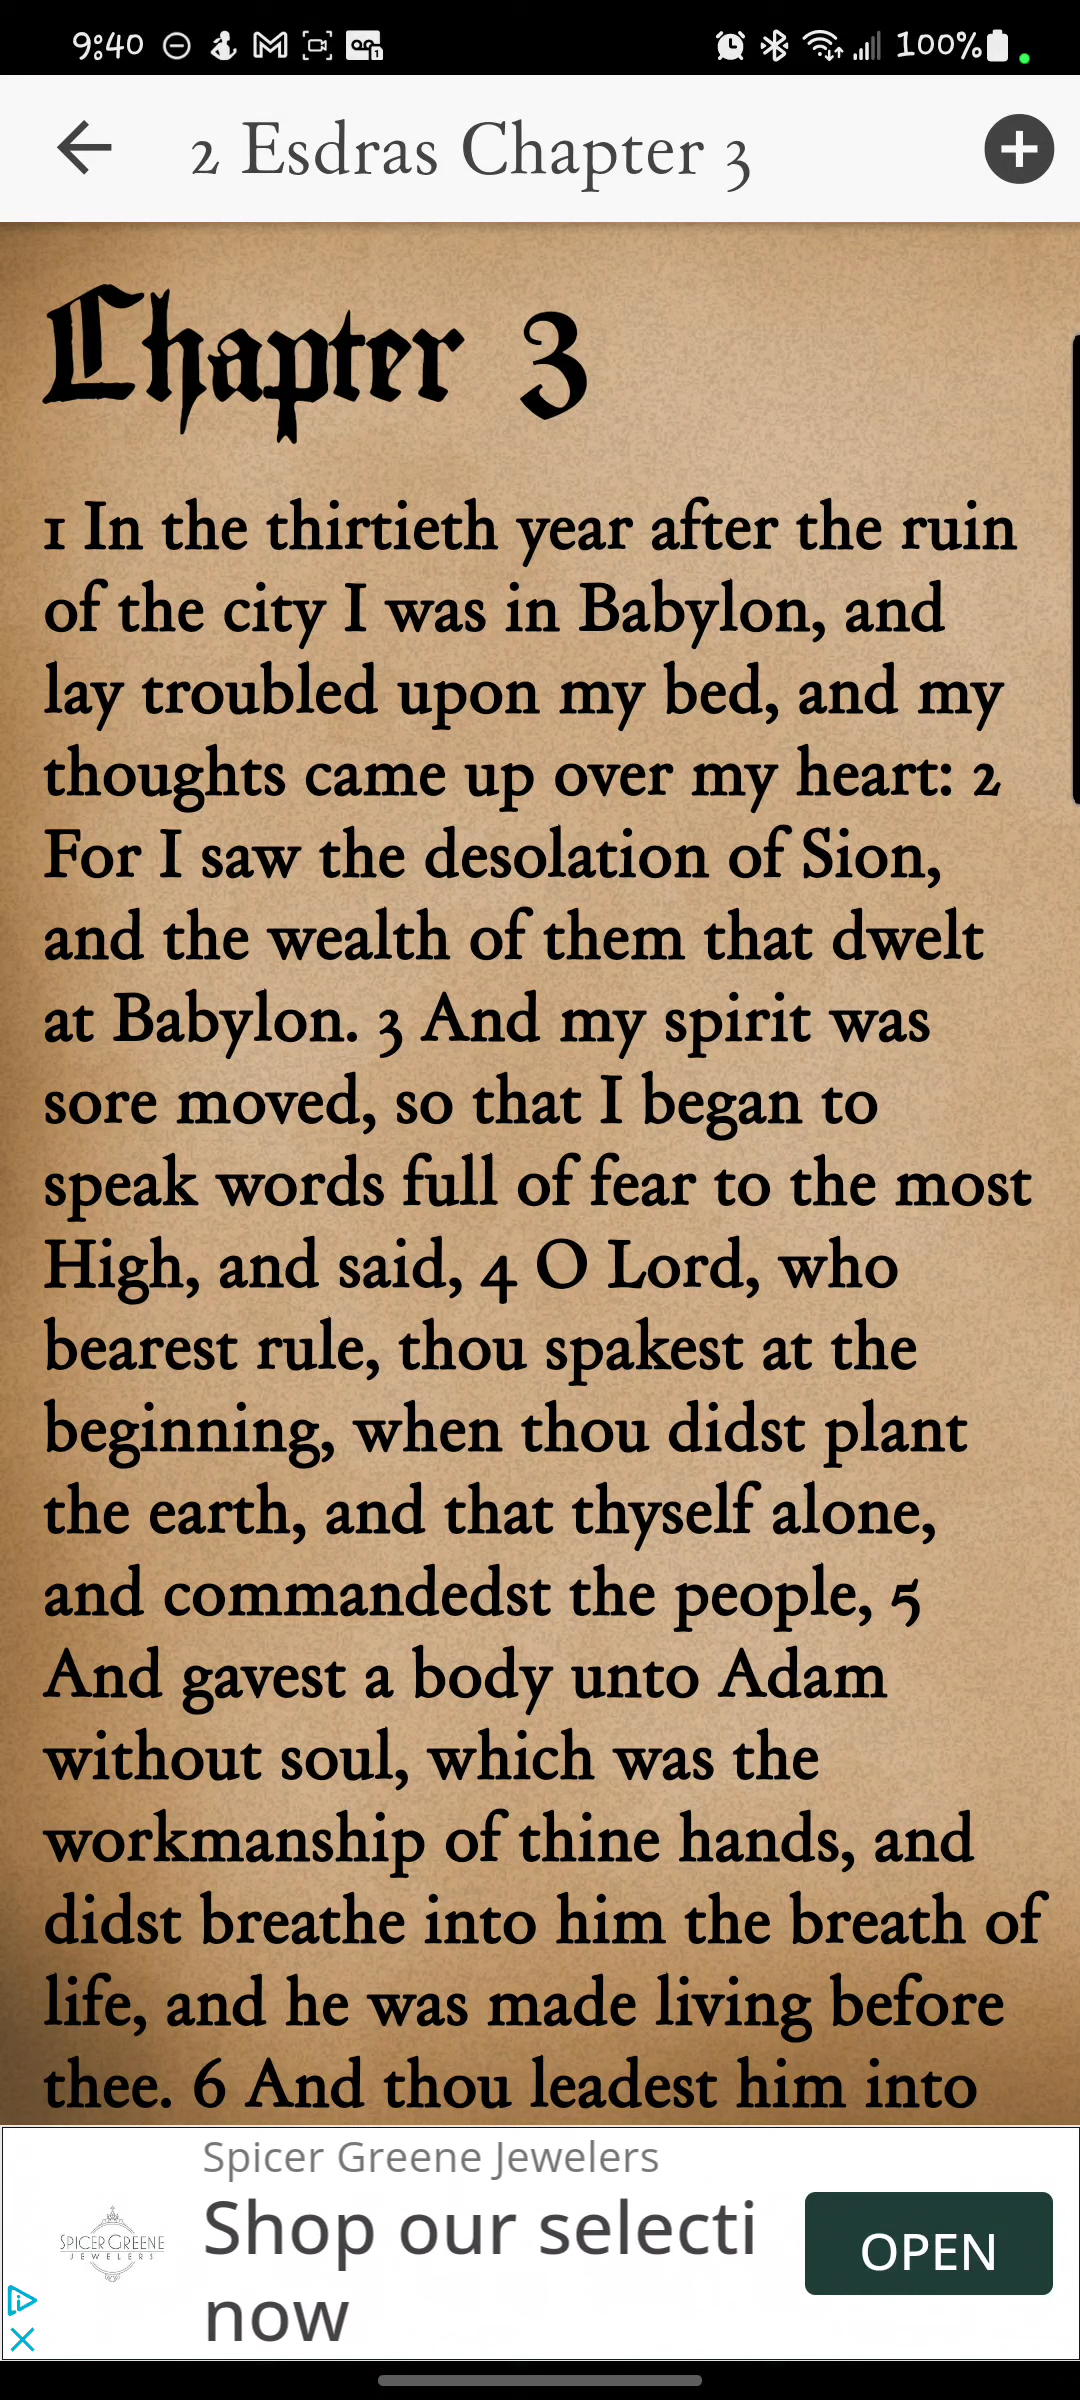 9:40
100%
2 Esdras Chapter 3
Chapter 3
1 In the thirtieth year after the ruin
of the city I was in Babylon, and
lay troubled upon my bed, and my
thoughts came up over my heart: 2
For I saw the desolation of Sion,
and the wealth of them that dwelt
at Babylon. 3 And my spirit was
sore moved, so that I began to
speak words full of fear to the most
High, and said, 4 O Lord, who
bearest rule, thou spakest at the
beginning, when thou didst plant
the earth, and that thyself alone,
and commandedst the people, 5
And gavest a body unto Adam
without soul, which was the
workmanship of thine hands, and
didst breathe into him the breath of
life, and he was made living before
thee. 6 And thou leadest him into
Spicer Greene Jewelers
Shop our selecti
now
SPICER GREENE
JEWELERS
OPEN